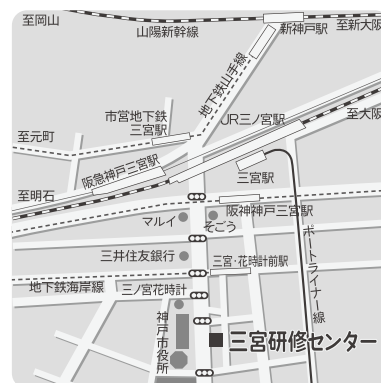 至岡山
山陽新幹線
新神戸駅
至新大阪
地下鉄山手線
市営地下鉄
三宮駅
JR三ノ宮駅
至大阪
至元町
阪急神戸三宮駅
三宮駅
至明石
阪神神戸三宮駅
マルイ
そごう
ポートライナー線
三井住友銀行
三宮・花時計前駅
地下鉄海岸線
三ノ宮花時計
神戸市役所
三宮研修センター